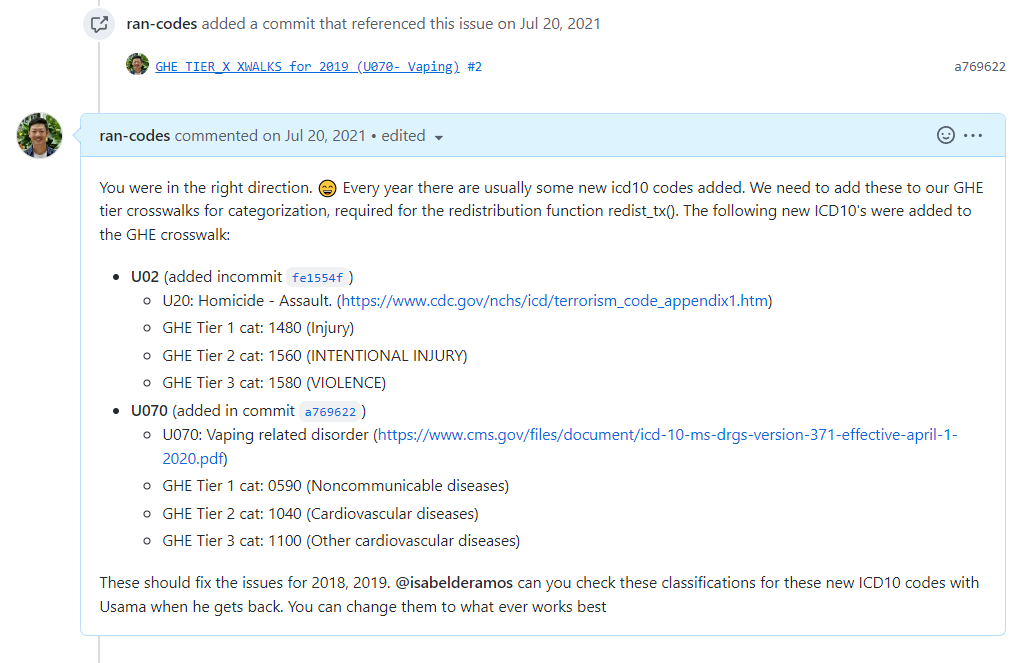 ran-codes added a commit that referenced this issue on Jul 20, 2021
GHE TIER_X XWALKS for 2019 (U070- Vaping) #2 a769622
ran-codes commented on Jul 20, 2021 • edited
You were in the right direction. 😄 Every year there are usually some new icd10 codes added. We need to add these to our GHE
tier crosswalks for categorization, required for the redistribution function redist_tx(). The following new ICD10's were added to
the GHE crosswalk:
• U02 (added incommit fe1554f )
◦ U20: Homicide - Assault. (https://www.cdc.gov/nchs/icd/terrorism_code_appendix1.htm)
◦ GHE Tier 1 cat: 1480 (Injury)
◦ GHE Tier 2 cat: 1560 (INTENTIONAL INJURY)
◦ GHE Tier 3 cat: 1580 (VIOLENCE)
• U070 (added in commit a769622 )
◦ U070: Vaping related disorder (https://www.cms.gov/files/document/icd-10-ms-drgs-version-371-effective-april-1-
2020.pdf)
◦ GHE Tier 1 cat: 0590 (Noncommunicable diseases)
◦ GHE Tier 2 cat: 1040 (Cardiovascular diseases)
◦ GHE Tier 3 cat: 1100 (Other cardiovascular diseases)
These should fix the issues for 2018, 2019. @isabelderamos can you check these classifications for these new ICD10 codes with
Usama when he gets back. You can change them to what ever works best